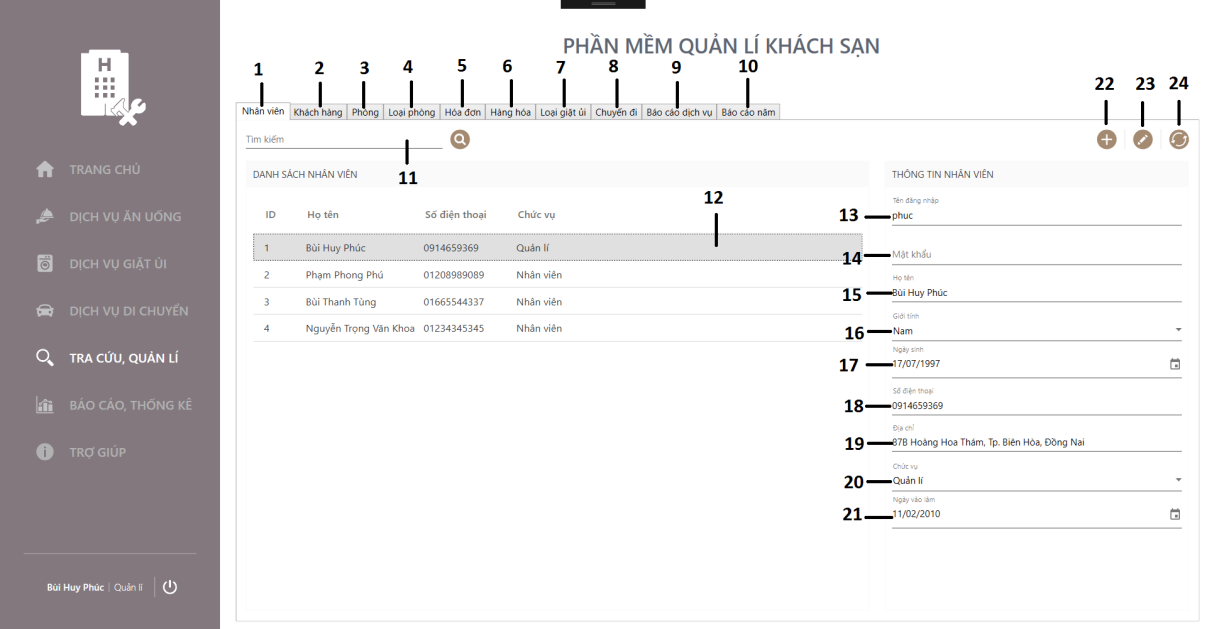 H
PHẦN MỀM QUẢN LÍ KHÁCH SẠN
1 2 3 4 5 6 7 8 9 10
22 23 24
Nhân viên Khách hàng Phòng Loại phòng Hóa đơn Hàng hóa Loại giặt ủi Chuyến đi Báo cáo dịch vụ Báo cáo năm
Tìm kiếm
11
TRANG CHỦ
DỊCH VỤ ĂN UỐNG
DỊCH VỤ GIẶT ỦI
DỊCH VỤ DI CHUYỂN
TRA CỨU, QUẢN LÍ
BÁO CÁO, THỐNG KÊ
TRỢ GIÚP
Bùi Huy Phúc | Quản lí
DANH SÁCH NHÂN VIÊN
12
ID Họ tên Số điện thoại Chức vụ
1 Bùi Huy Phúc 0914659369 Quản lí
2 Phạm Phong Phú 01208989089 Nhân viên
3 Bùi Thanh Tùng 01665544337 Nhân viên
4 Nguyễn Trọng Văn Khoa 01234345345 Nhân viên
THÔNG TIN NHÂN VIÊN
Tên đăng nhập
13 phuc
14 Mật khẩu
Họ tên
15 Bùi Huy Phúc
Giới tính
16 Nam
Ngày sinh
17 17/07/1997
Số điện thoại
18 0914659369
Địa chỉ
19 87B Hoàng Hoa Thám, Tp. Biên Hòa, Đồng Nai
Chức vụ
20 Quản lí
Ngày vào làm
21 11/02/2010